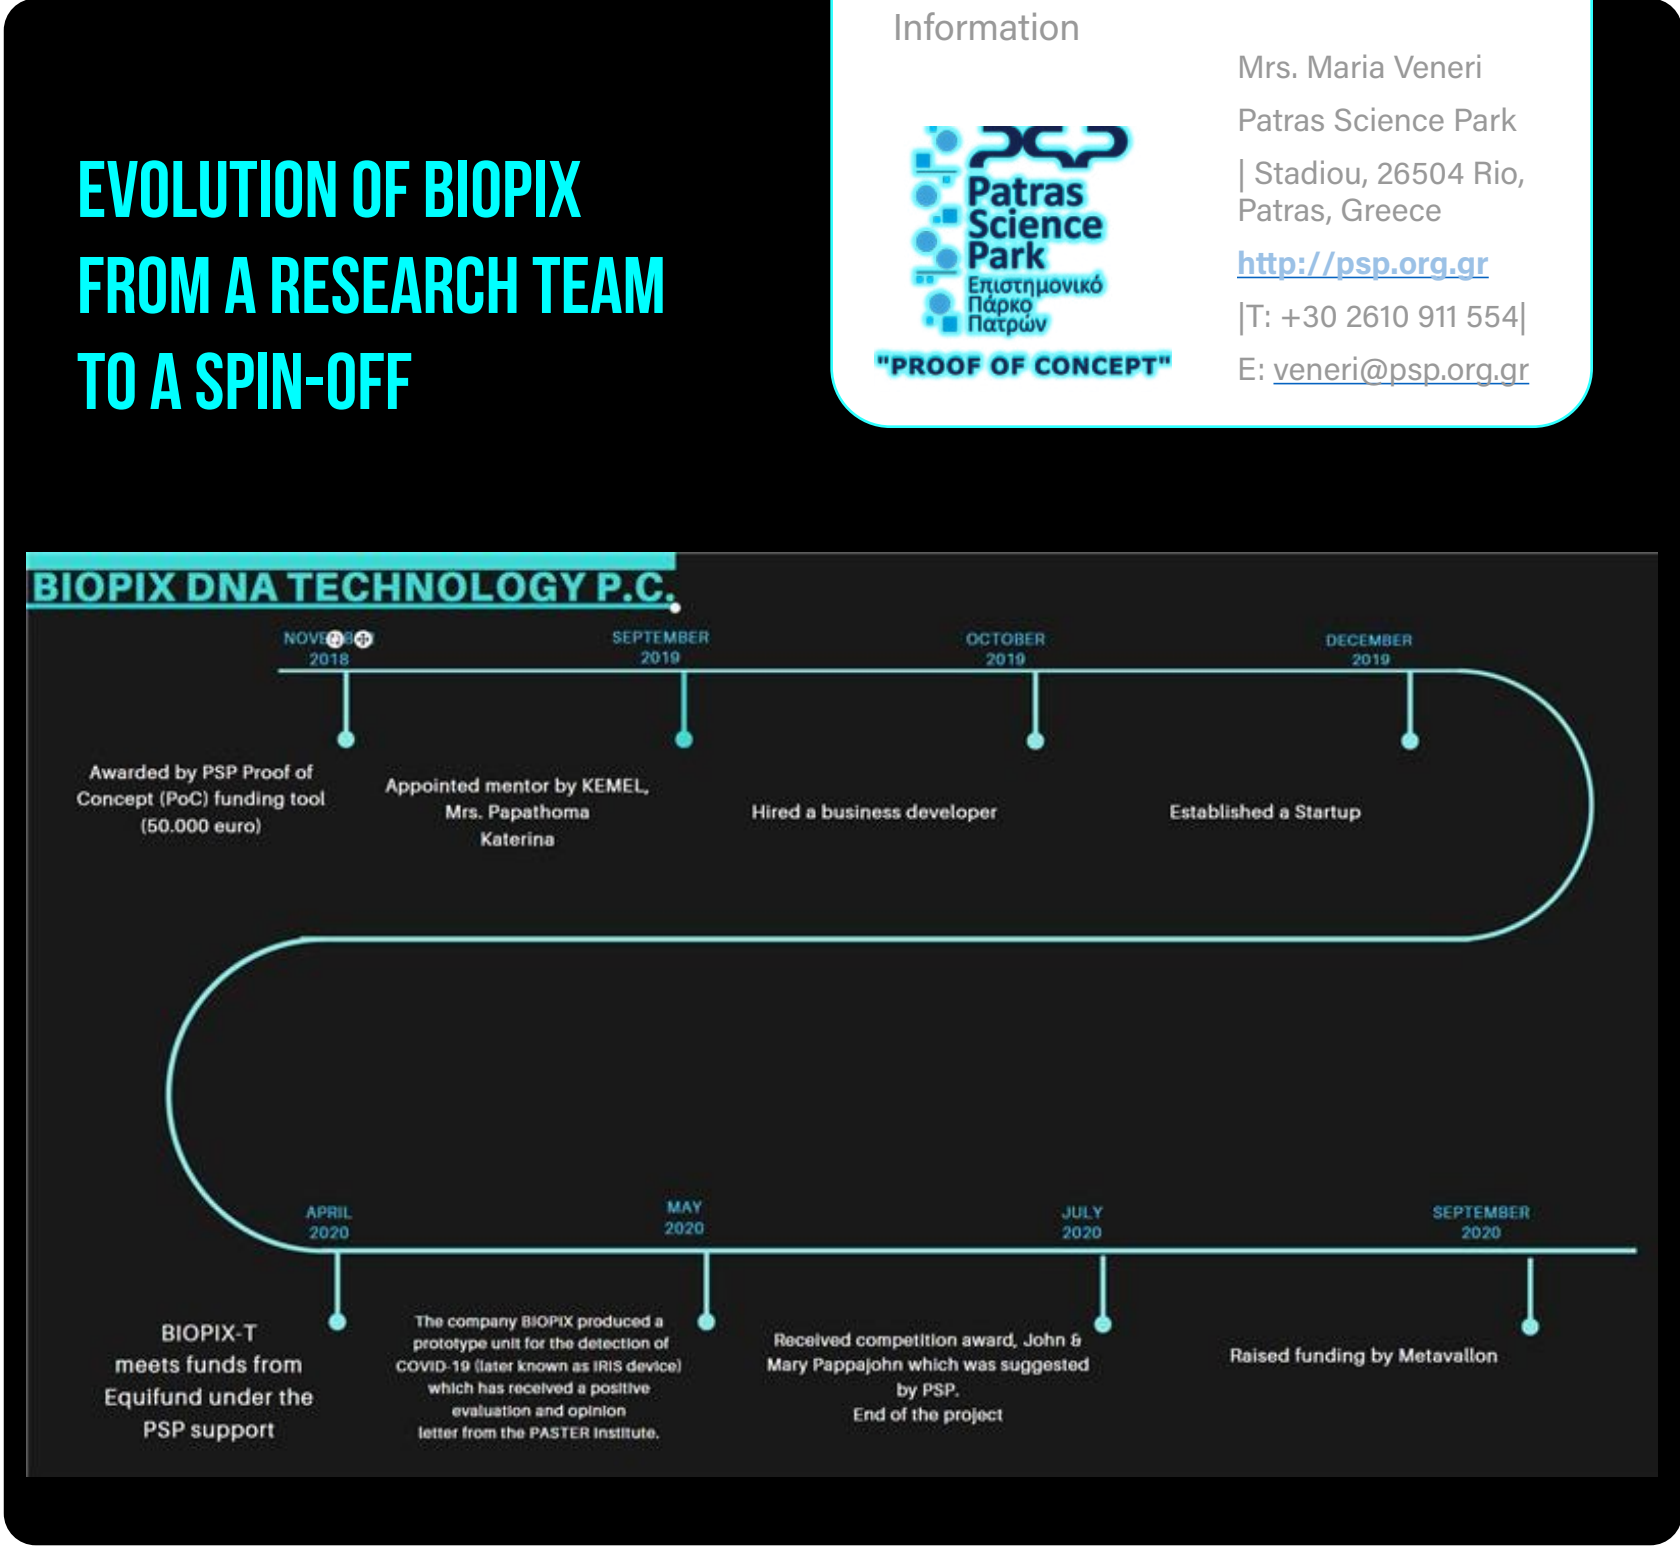 Information
Mrs. Maria Veneri
Patras Science Park
| Stadiou, 26504 Rio,
Patras, Greece
http://psp.org.gr
|T: +30 2610 911 554|
E: veneri@psp.org.gr
Patras
Science
Park
Επιστημονικό
Πάρκο
Πατρών
"PROOF OF CONCEPT"
EVOLUTION OF BIOPIX
FROM A RESEARCH TEAM
TO A SPIN-OFF
BIOPIX DNA TECHNOLOGY P.C.
2018
Awarded by PSP Proof of
Concept (PoC) funding tool
(50.000 euro)
SEPTEMBER
2019
Appointed mentor by KEMEL,
Mrs. Papathoma
Katerina
OCTOBER
2019
Hired a business developer
DECEMBER
2019
Established a Startup
APRIL
2020
BIOPIX-T
meets funds from
Equifund under the
PSP support
MAY
2020
The company BIOPIX produced a
prototype unit for the detection of
COVID-19 (later known as IRIS device)
which has received a positive
evaluation and opinion
letter from the PASTER Institute.
JULY
2020
Received competition award, John &
Mary Pappajohn which was suggested
by PSP.
End of the project
SEPTEMBER
2020
Raised funding by Metavallon